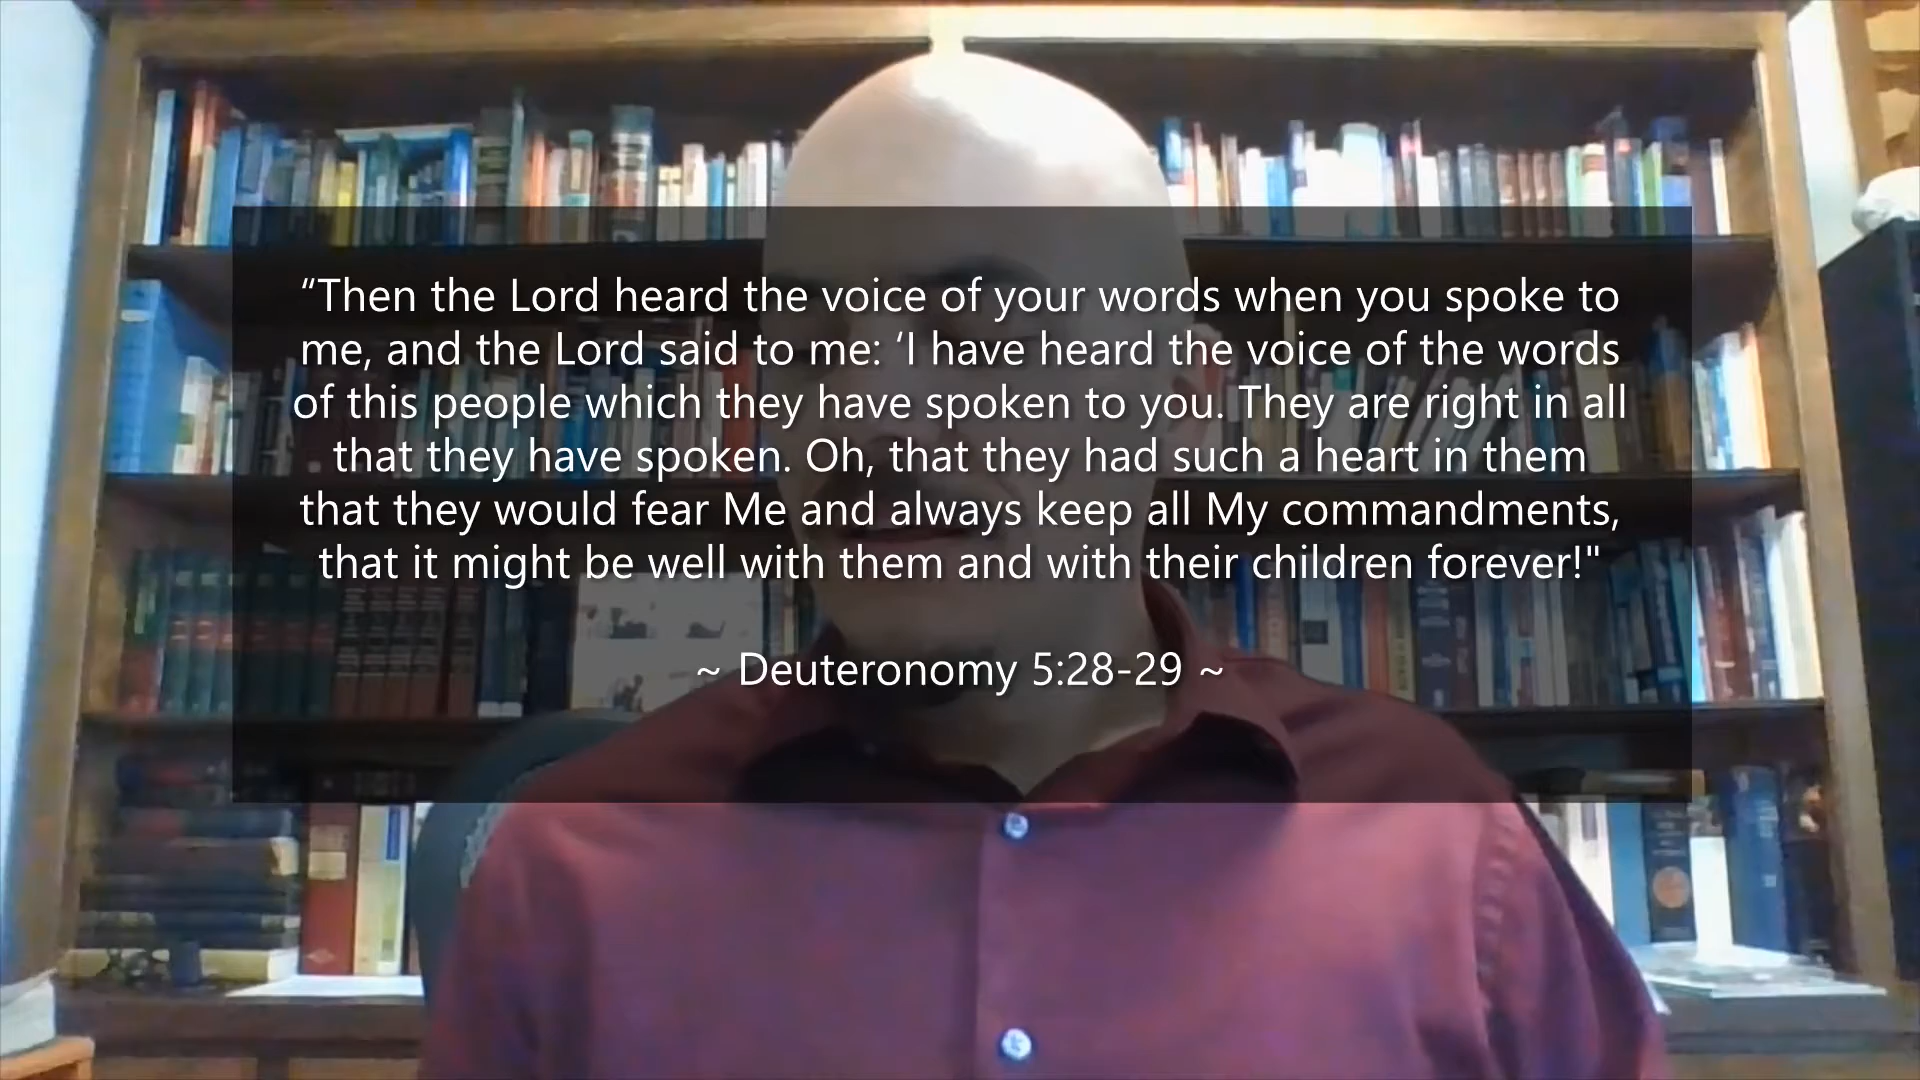 “Then the Lord heard the voice of your words when you spoke to
me, and the Lord said to me: ‘I have heard the voice of the words
of this people which they have spoken to you. They are right in all
that they have spoken. Oh, that they had such a heart in them
that they would fear Me and always keep all My commandments,
that it might be well with them and with their children forever!"
~ Deuteronomy 5:28-29 ~